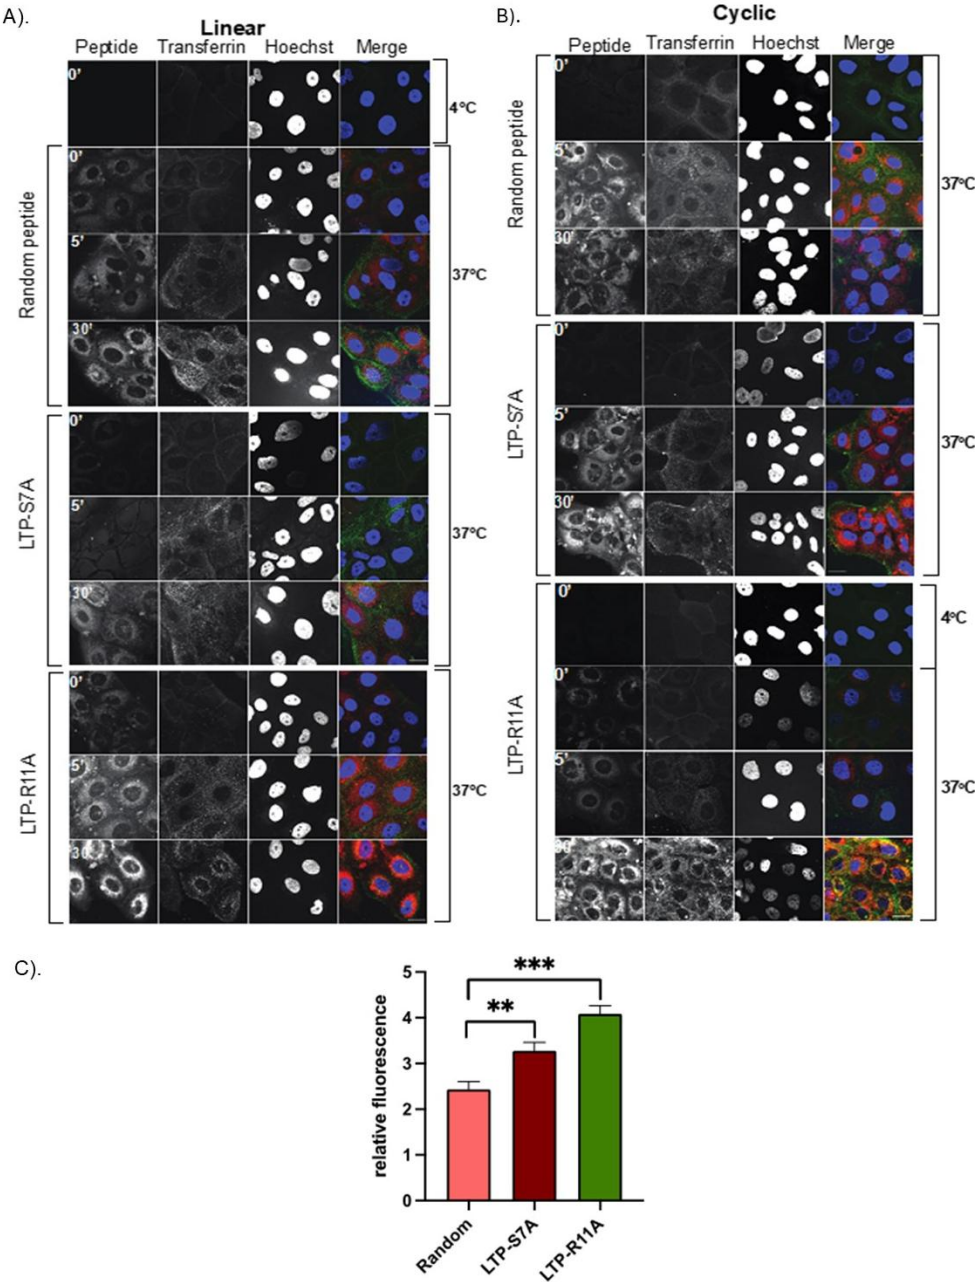 A).
Linear
Peptide Transferrin Hoechst Merge
0'
4°C
Random peptide
0'
5'
37°C
30'
LTP-S7A
0'
5'
37°C
30'
LTP-R11A
0'
5'
37°C
30'
B).
Cyclic
Peptide Transferrin Hoechst Merge
Random peptide
0'
5'
37°C
30'
LTP-S7A
0'
5'
37°C
30'
LTP-R11A
0'
4°C
0'
5'
37°C
C).
relative fluorescence
5
4
3
2
1
0
***
**
Random
LTP-S7A
LTP-R11A